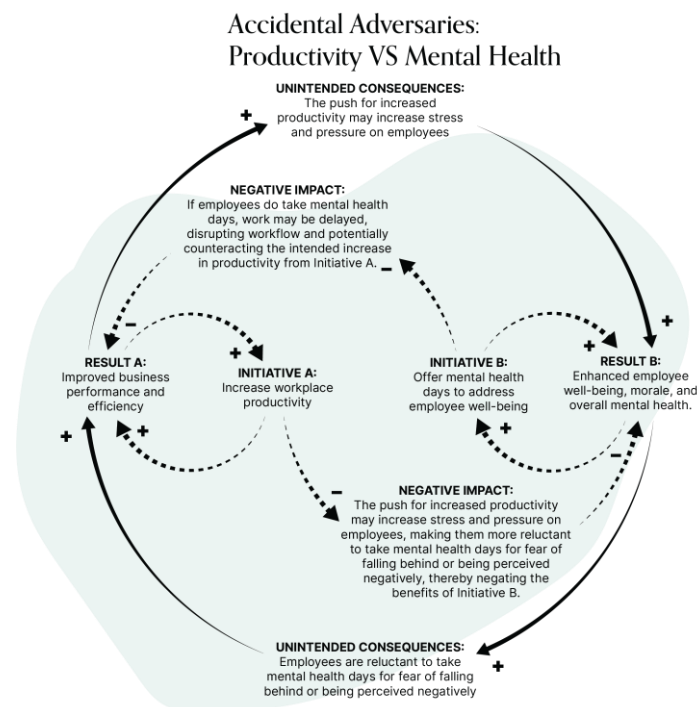 Accidental Adversaries:
Productivity VS Mental Health
UNINTENDED CONSEQUENCES:
The push for increased
productivity may increase stress
and pressure on employees
+
NEGATIVE IMPACT:
If employees do take mental health
days, work may be delayed,
disrupting workflow and potentially
counteracting the intended increase
in productivity from Initiative A.
–
–
+
+
+
RESULT A:
Improved business
performance and
efficiency
INITIATIVE A:
Increase workplace
productivity
INITIATIVE B:
Offer mental health
days to address
employee well-being
RESULT B:
Enhanced employee
well-being, morale, and
overall mental health.
+
+
+
–
–
NEGATIVE IMPACT:
The push for increased productivity
may increase stress and pressure on
employees, making them more reluctant
to take mental health days for fear of
falling behind or being perceived
negatively, thereby negating the
benefits of Initiative B.
UNINTENDED CONSEQUENCES:
Employees are reluctant to take
mental health days for fear of falling
behind or being perceived negatively
+